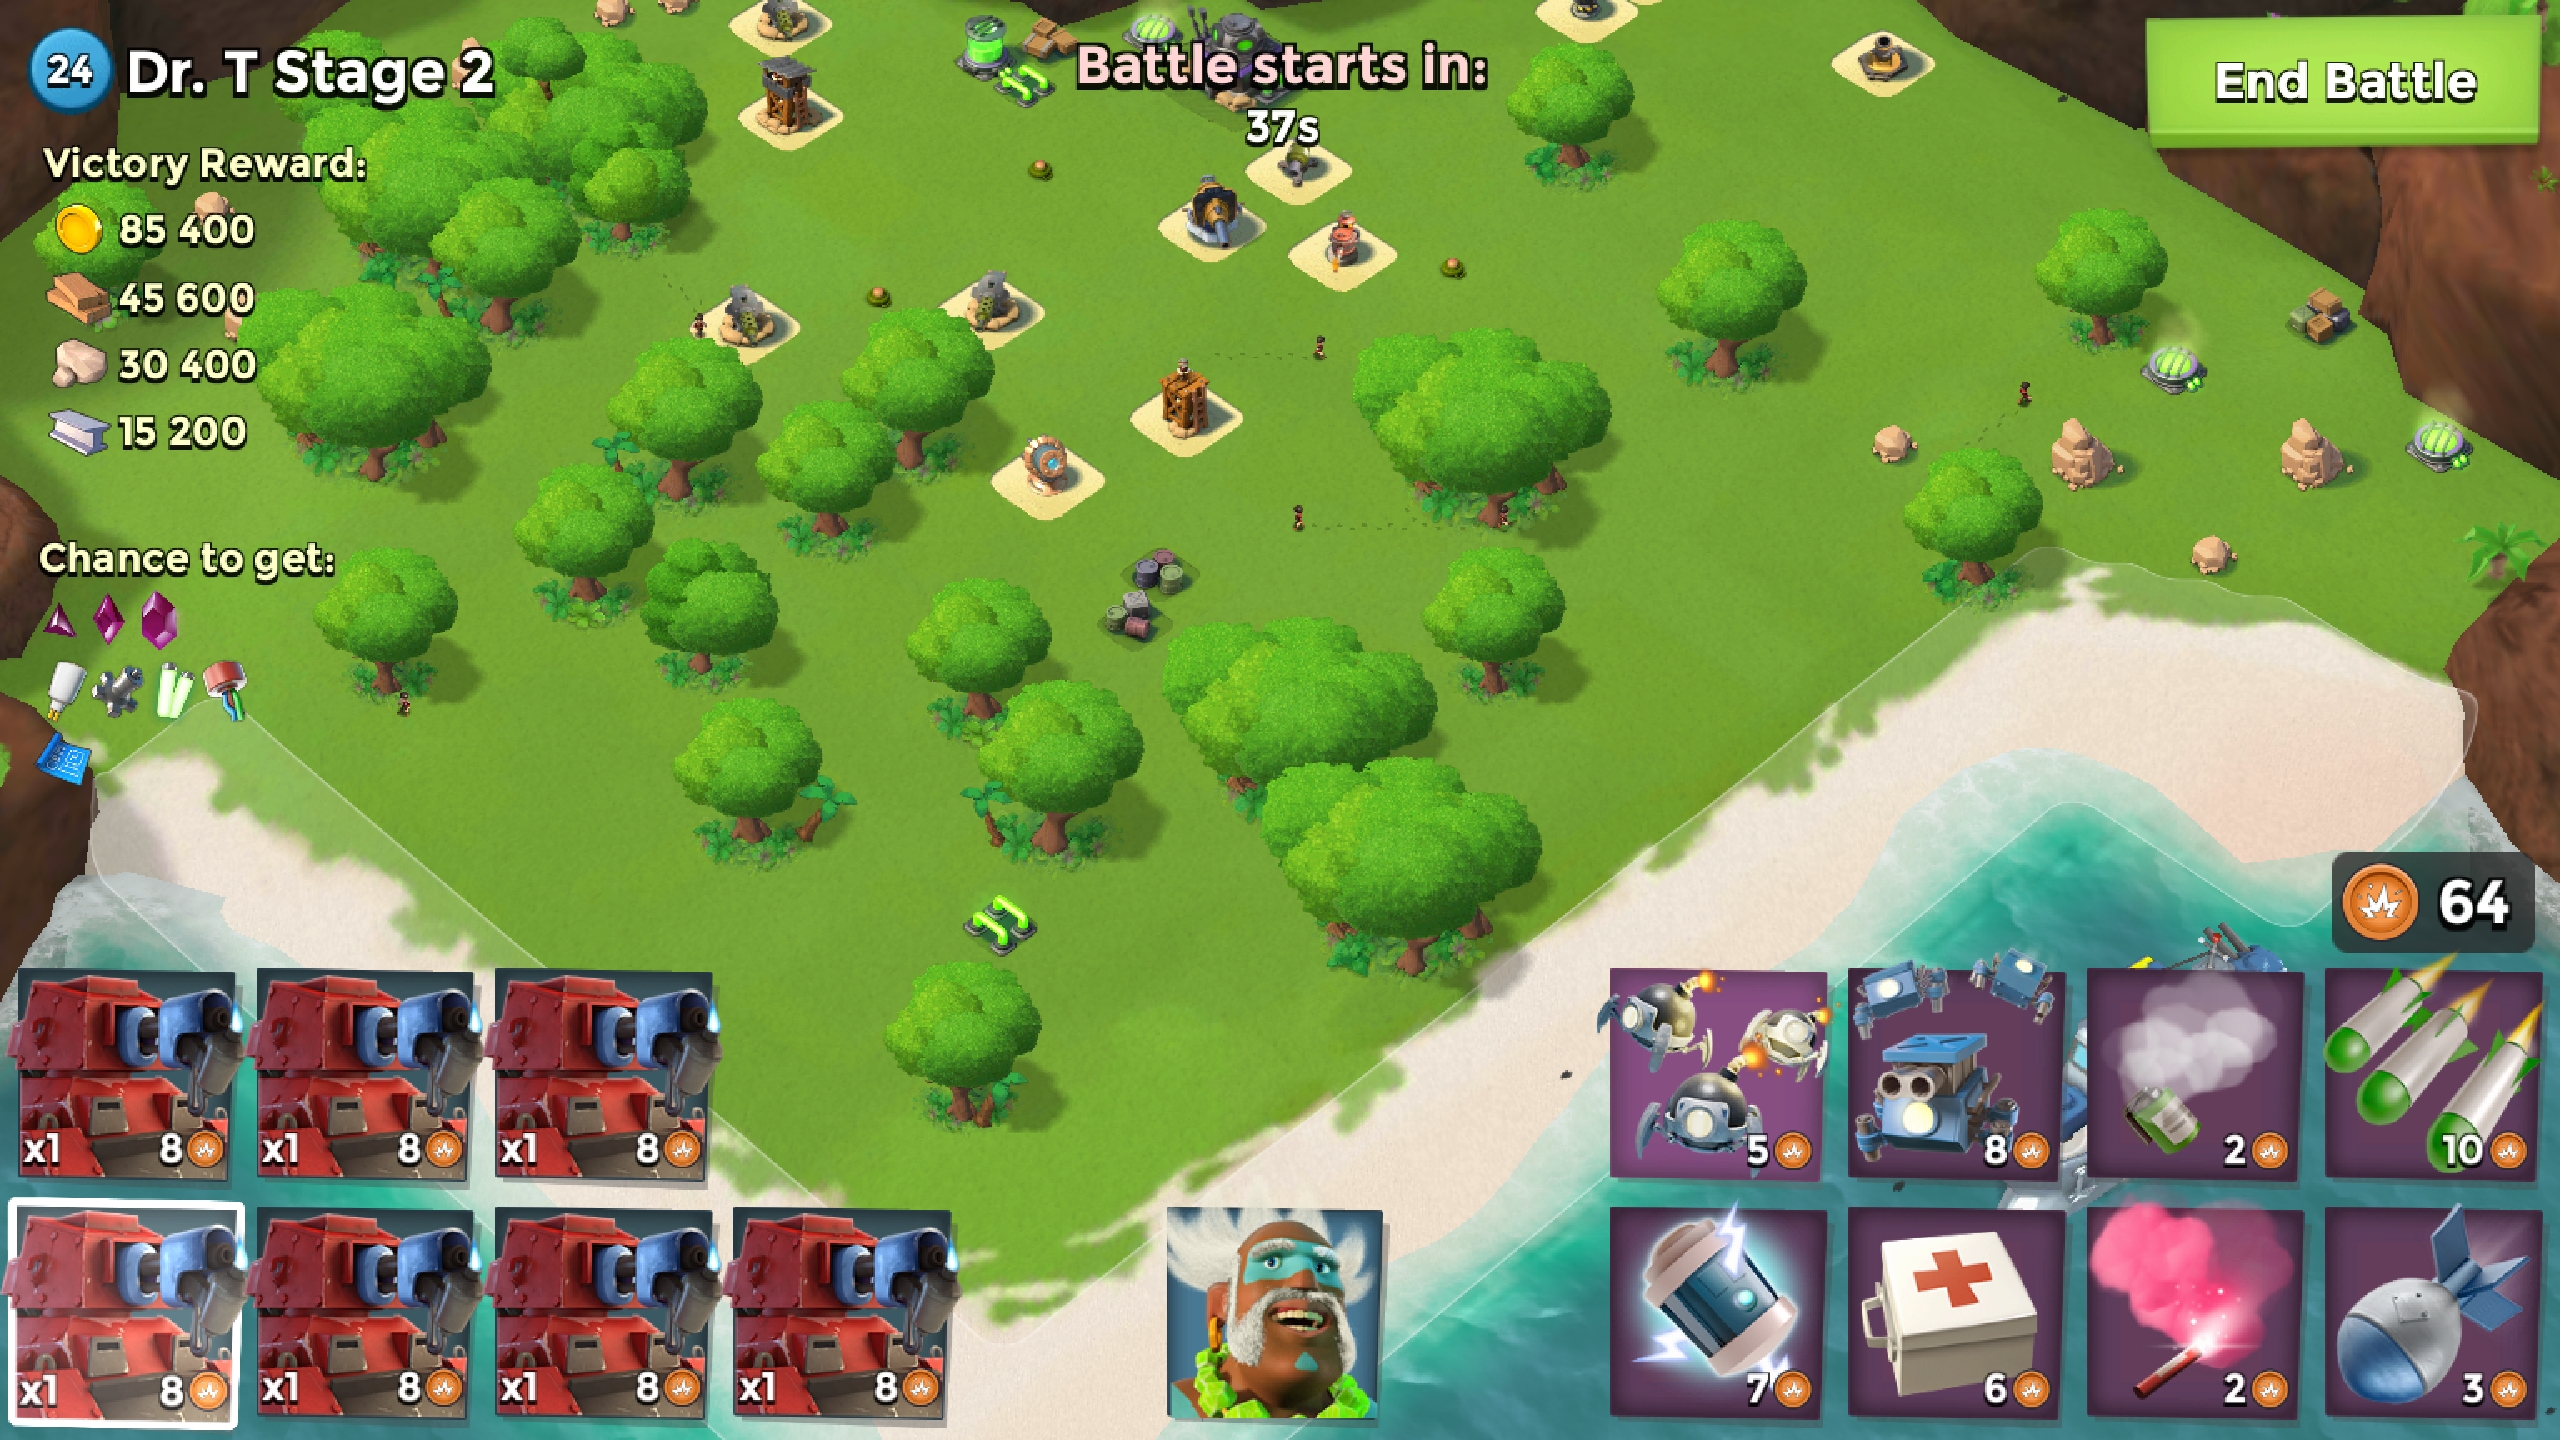 24 Dr. T Stage 2
Battle starts in:
37s
End Battle
Victory Reward:
85 400
45 600
30 400
15 200
Chance to get:
64
x1 8
x1 8
x1 8
5
8
2
10
x1 8
x1 8
x1 8
x1 8
7
6
2
3